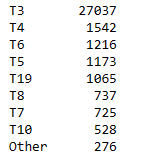 T3 27037
T4 1542
T6 1216
T5 1173
T19 1065
T8 737
T7 725
T10 528
Other 276